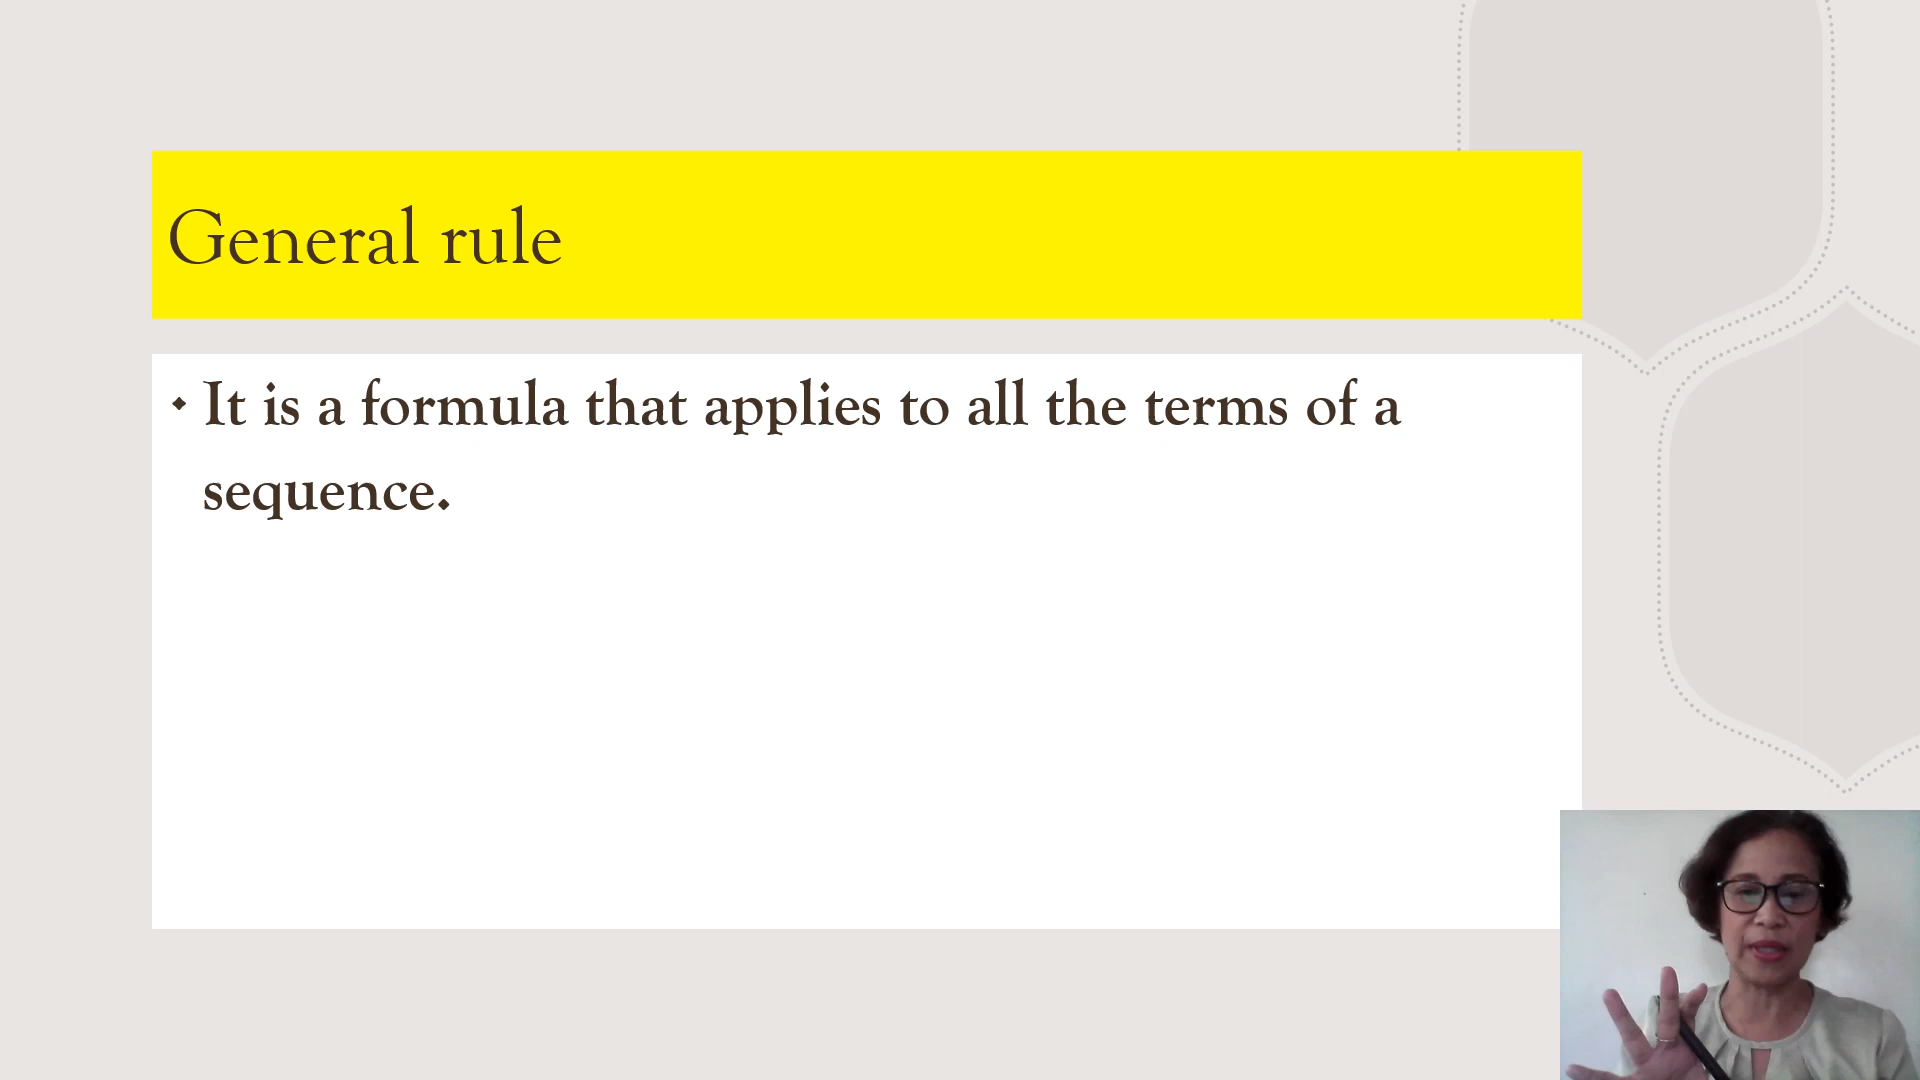 General rule
It is a formula that applies to all the terms of a
sequence.